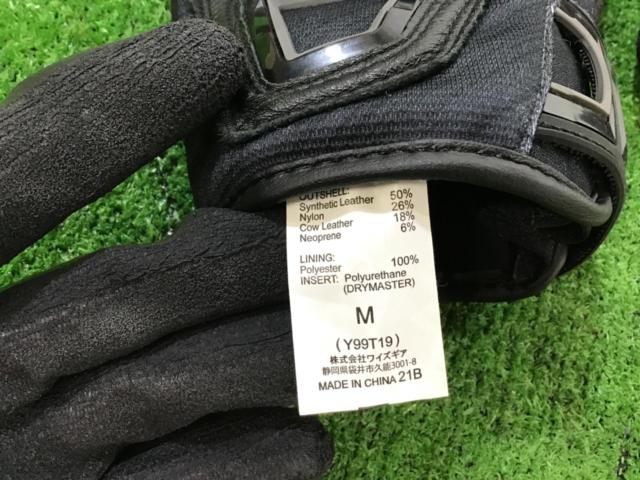 OUTSHELL:
Synthetic Leather 50%
Nylon 26%
Cow Leather 18%
Neoprene 6%
LINING:
Polyester 100%
INSERT: Polyurethane
(DRYMASTER)
M
(Y99T19)
株式会社ワイズギア
静岡県袋井市久能3001-8
MADE IN CHINA 21B